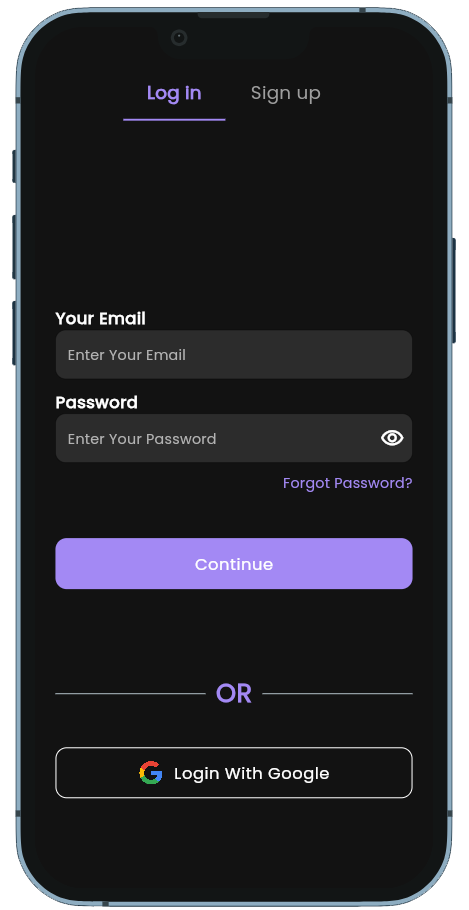 Log in Sign up
Your Email
Enter Your Email
Password
Enter Your Password
Forgot Password?
Continue
OR
Login With Google